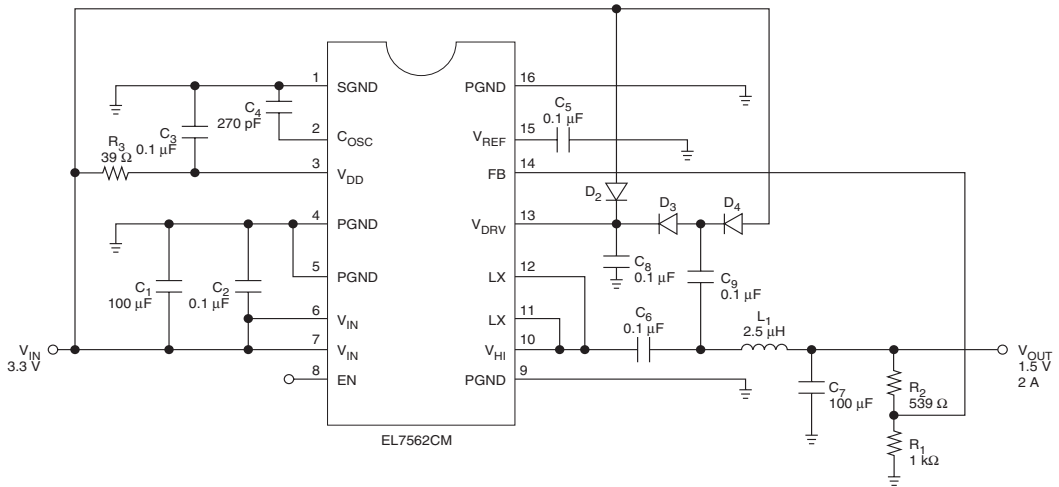 1
SGND
C4
270 pF
2
COSC
C3
0.1 µF
R3
39 Ω
3
VDD
4
PGND
5
PGND
C1
100 µF
C2
0.1 µF
6
VIN
7
VIN
8
EN
VIN
3.3 V
PGND
16
C5
0.1 µF
VREF
15
FB
14
D2
D3
D4
VDRV
13
C8
0.1 µF
C9
0.1 µF
LX
12
LX
11
C6
0.1 µF
L1
2.5 µH
VHI
10
PGND
9
C7
100 µF
R2
539 Ω
R1
1 kΩ
VOUT
1.5 V
2 A
EL7562CM